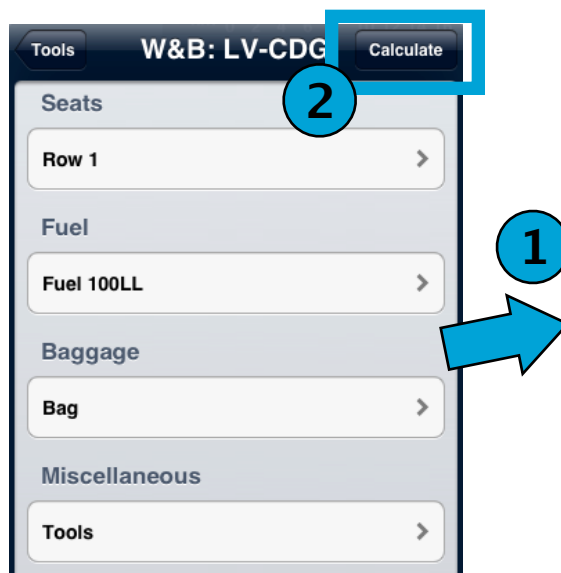 Tools W&B: LV-CDG Calculate
2
Seats
Row 1
1
Fuel
Fuel 100LL
Baggage
Bag
Miscellaneous
Tools